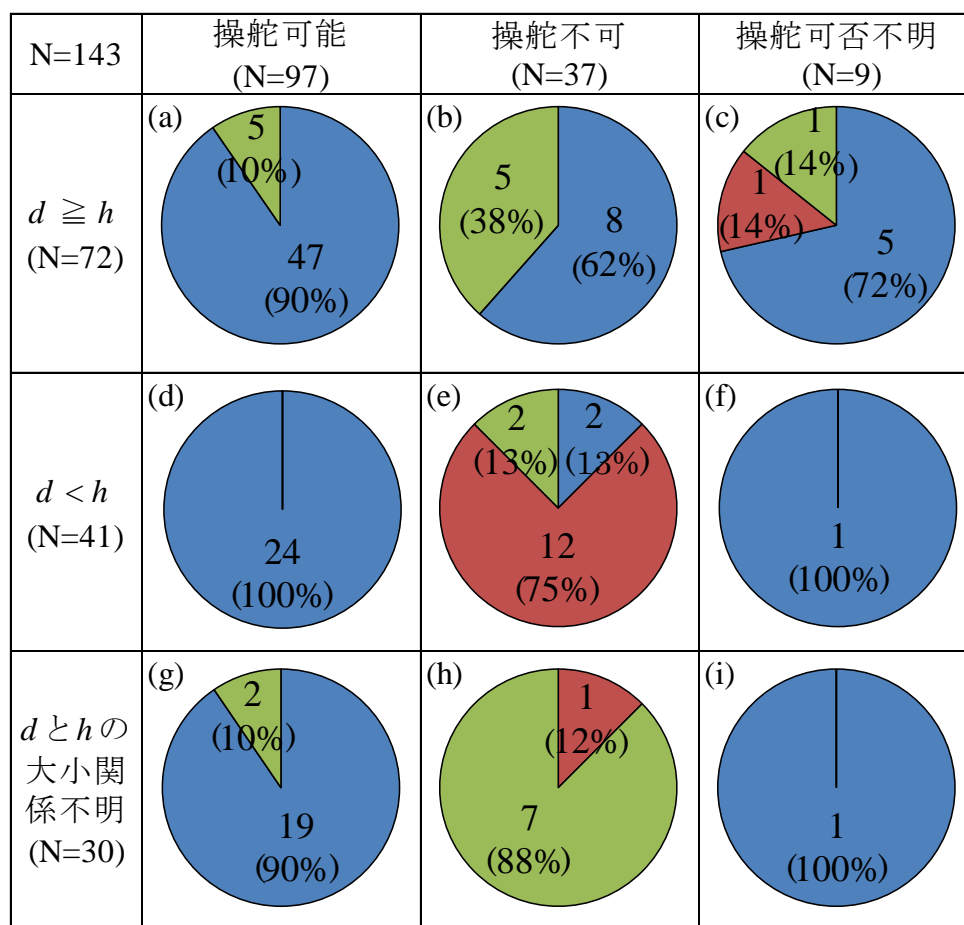 N=143
操舵可能
(N=97)
操舵不可
(N=37)
操舵可否不明
(N=9)
d ≧ h
(N=72)
(a)
5
(10%)
47
(90%)
(b)
5
(38%)
8
(62%)
(c)
1
(14%)
1
(14%)
5
(72%)
d < h
(N=41)
(d)
24
(100%)
(e)
2
(13%)
2
(13%)
12
(75%)
(f)
1
(100%)
dとhの
大小関
係不明
(N=30)
(g)
2
(10%)
19
(90%)
(h)
1
(12%)
7
(88%)
(i)
1
(100%)